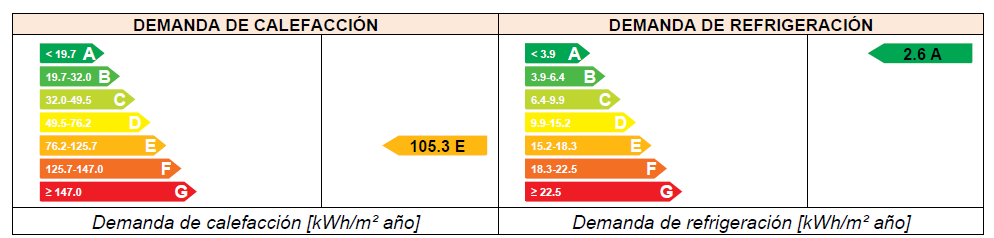 DEMANDA DE CALEFACCIÓN
< 19.7 A
19.7-32.0 B
32.0-49.5 C
49.5-76.2 D
76.2-125.7 E
125.7-147.0 F
≥ 147.0 G
105.3 E
Demanda de calefacción [kWh/m² año]
DEMANDA DE REFRIGERACIÓN
< 3.9 A
3.9-6.4 B
6.4-9.9 C
9.9-15.2 D
15.2-18.3 E
18.3-22.5 F
≥ 22.5 G
2.6 A
Demanda de refrigeración [kWh/m² año]